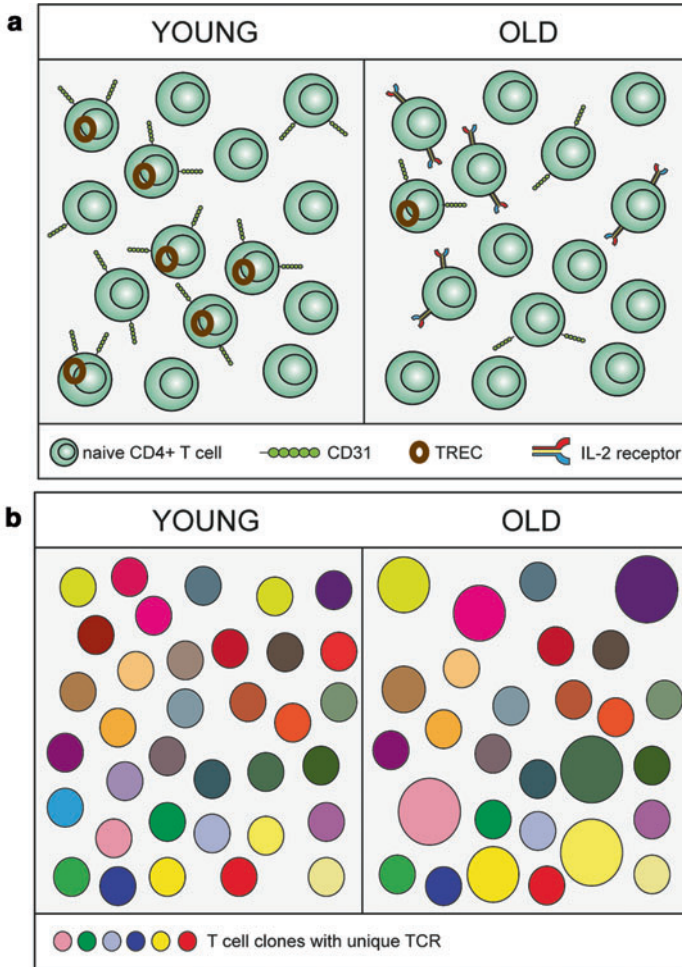 a
YOUNG OLD
naive CD4+ T cell CD31 TREC IL-2 receptor
b
YOUNG OLD
T cell clones with unique TCR